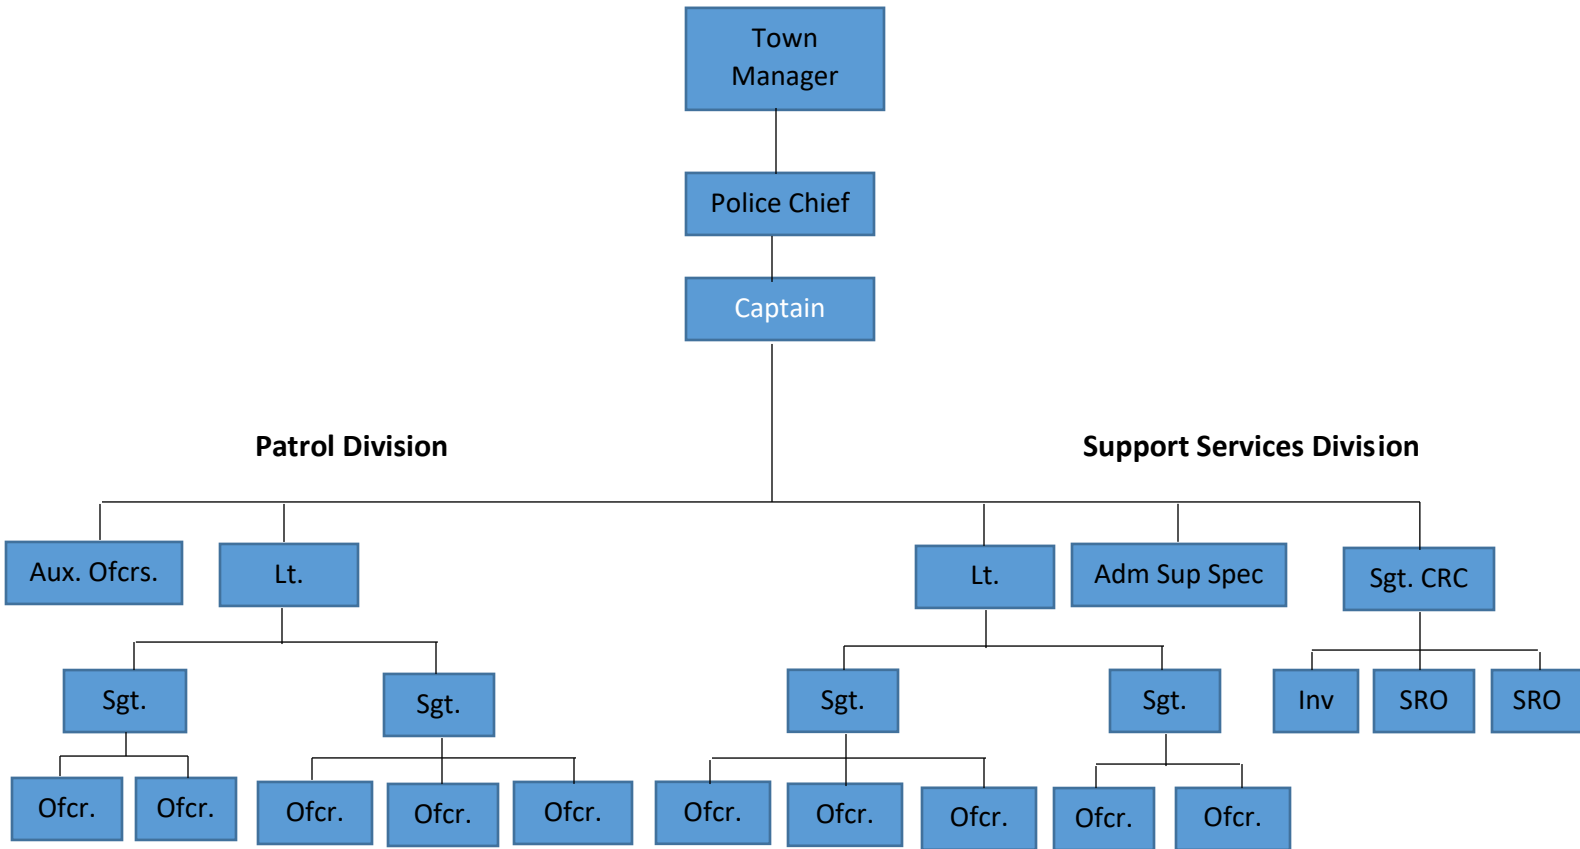 Town
Manager
Police Chief
Captain
Patrol Division
Support Services Division
Aux. Ofcrs.
Lt.
Lt.
Adm Sup Spec
Sgt. CRC
Sgt.
Sgt.
Sgt.
Sgt.
Inv
SRO
SRO
Ofcr.
Ofcr.
Ofcr.
Ofcr.
Ofcr.
Ofcr.
Ofcr.
Ofcr.
Ofcr.
Ofcr.